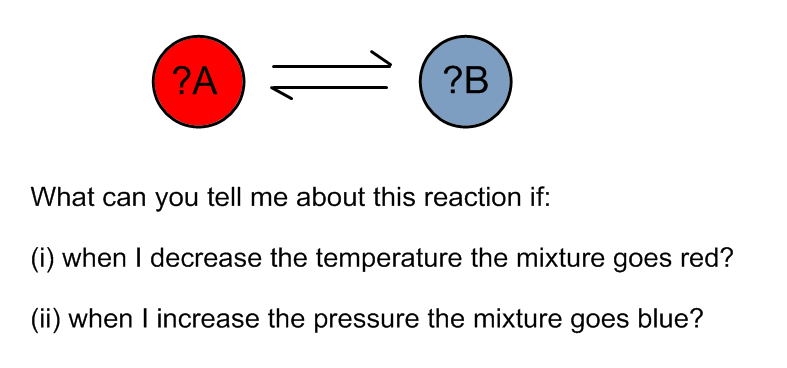 ?A ?B
What can you tell me about this reaction if:
(i) when I decrease the temperature the mixture goes red?
(ii) when I increase the pressure the mixture goes blue?